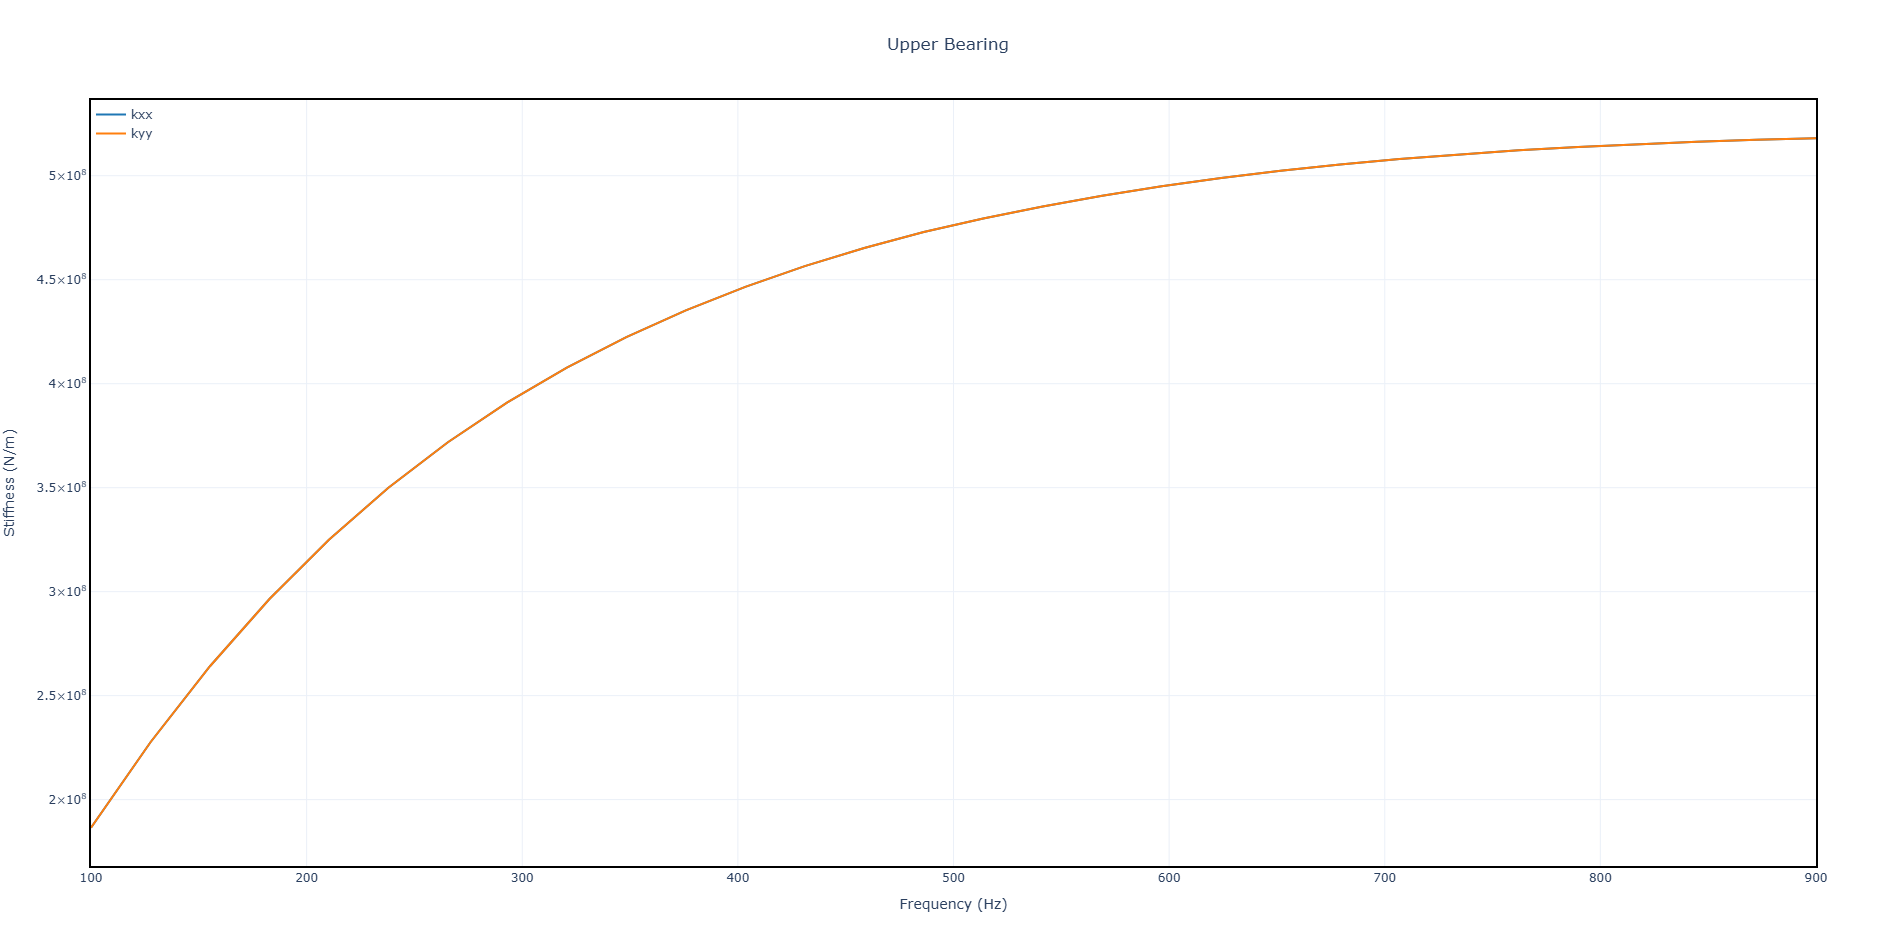 Upper Bearing
kxx
kyy
5×10⁸
4.5×10⁸
4×10⁸
3.5×10⁸
3×10⁸
2.5×10⁸
2×10⁸
Stiffness (N/m)
100 200 300 400 500 600 700 800 900
Frequency (Hz)